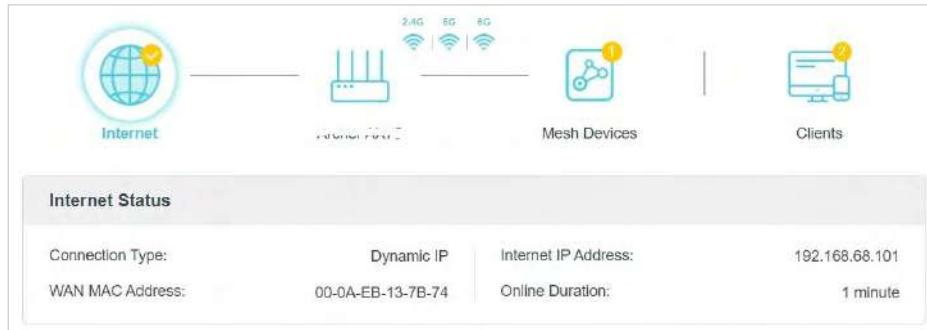 2.4G 5G 6G
1
2
Internet
Mesh Devices
Clients
Internet Status
Connection Type:
Dynamic IP
Internet IP Address:
192.168.68.101
WAN MAC Address:
00-0A-EB-13-7B-74
Online Duration:
1 minute